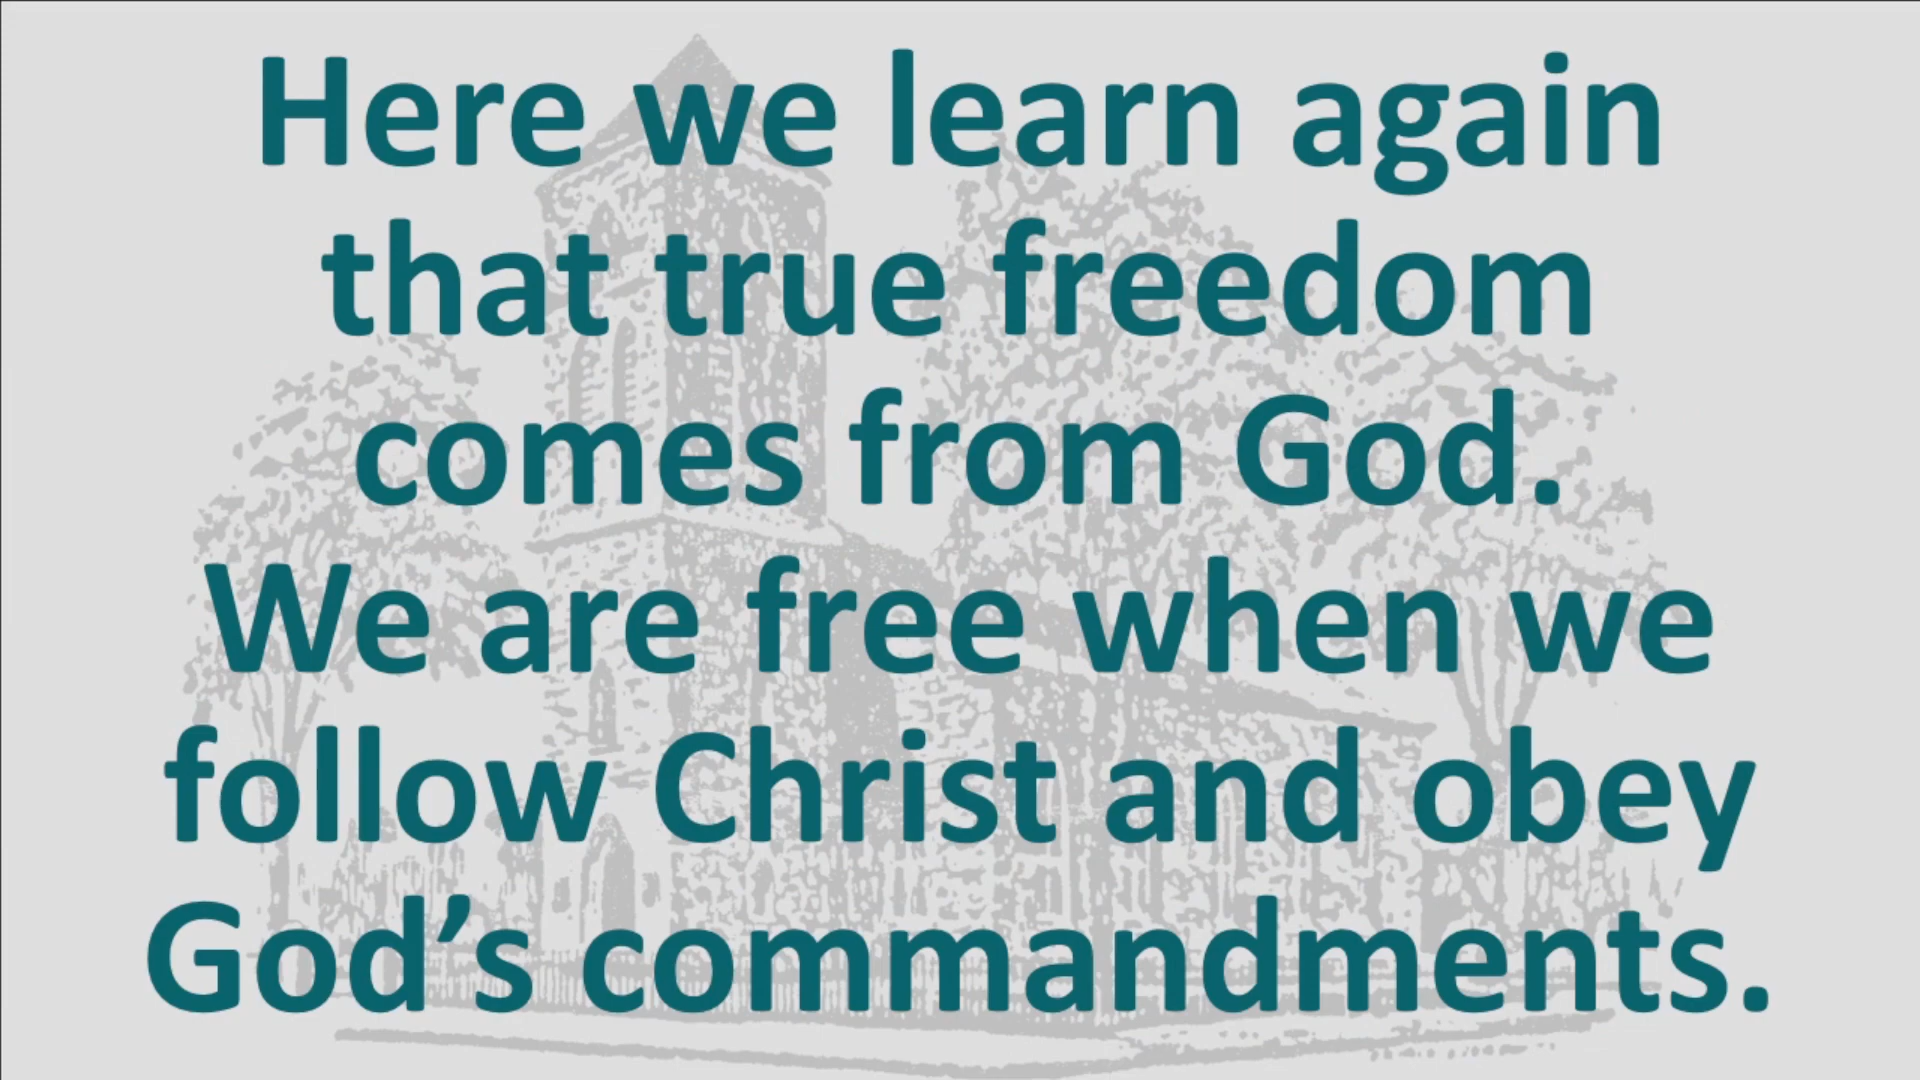 Here we learn again
that true freedom
comes from God.
We are free when we
follow Christ and obey
God’s commandments.